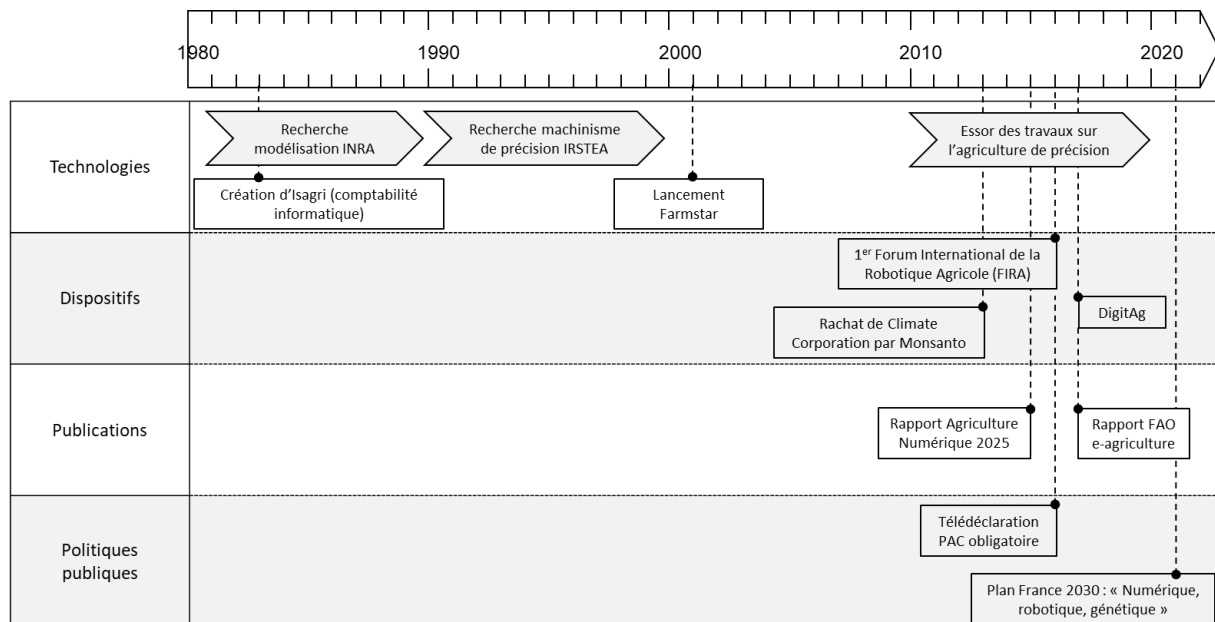 1980 1990 2000 2010 2020
Technologies
Recherche
modélisation INRA
Recherche machinisme
de précision IRSTEA
Essor des travaux sur
l’agriculture de précision
Création d’Isagri (comptabilité
informatique)
Lancement
Farmstar
Dispositifs
1er Forum International de la
Robotique Agricole (FIRA)
Rachat de Climate
Corporation par Monsanto
DigitAg
Publications
Rapport Agriculture
Numérique 2025
Rapport FAO
e-agriculture
Politiques
publiques
Télédéclaration
PAC obligatoire
Plan France 2030 : « Numérique,
robotique, génétique »